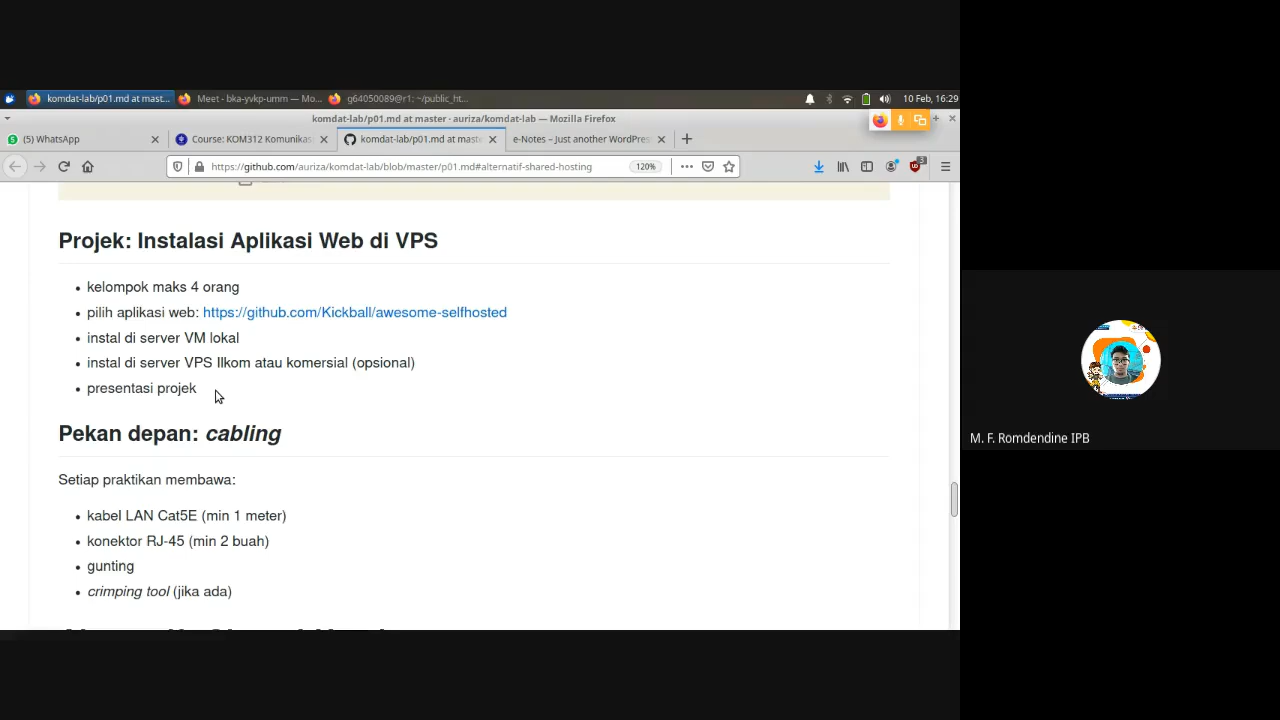 komdat-lab/p01.md at mast...
Meet - bka-yvkp-umm — Mo...
g64050089@r1: ~/public_ht...
10 Feb, 16:29
komdat-lab/p01.md at master · auriza/komdat-lab — Mozilla Firefox
(5) WhatsApp
Course: KOM312 Komunikas
komdat-lab/p01.md at maste
e-Notes – Just another WordPres
https://github.com/auriza/komdat-lab/blob/master/p01.md#alternatif-shared-hosting
120%
Projek: Instalasi Aplikasi Web di VPS
kelompok maks 4 orang
pilih aplikasi web: https://github.com/Kickball/awesome-selfhosted
instal di server VM lokal
instal di server VPS Ilkom atau komersial (opsional)
presentasi projek
Pekan depan: cabling
Setiap praktikan membawa:
kabel LAN Cat5E (min 1 meter)
konektor RJ-45 (min 2 buah)
gunting
crimping tool (jika ada)
M. F. Romdendine IPB